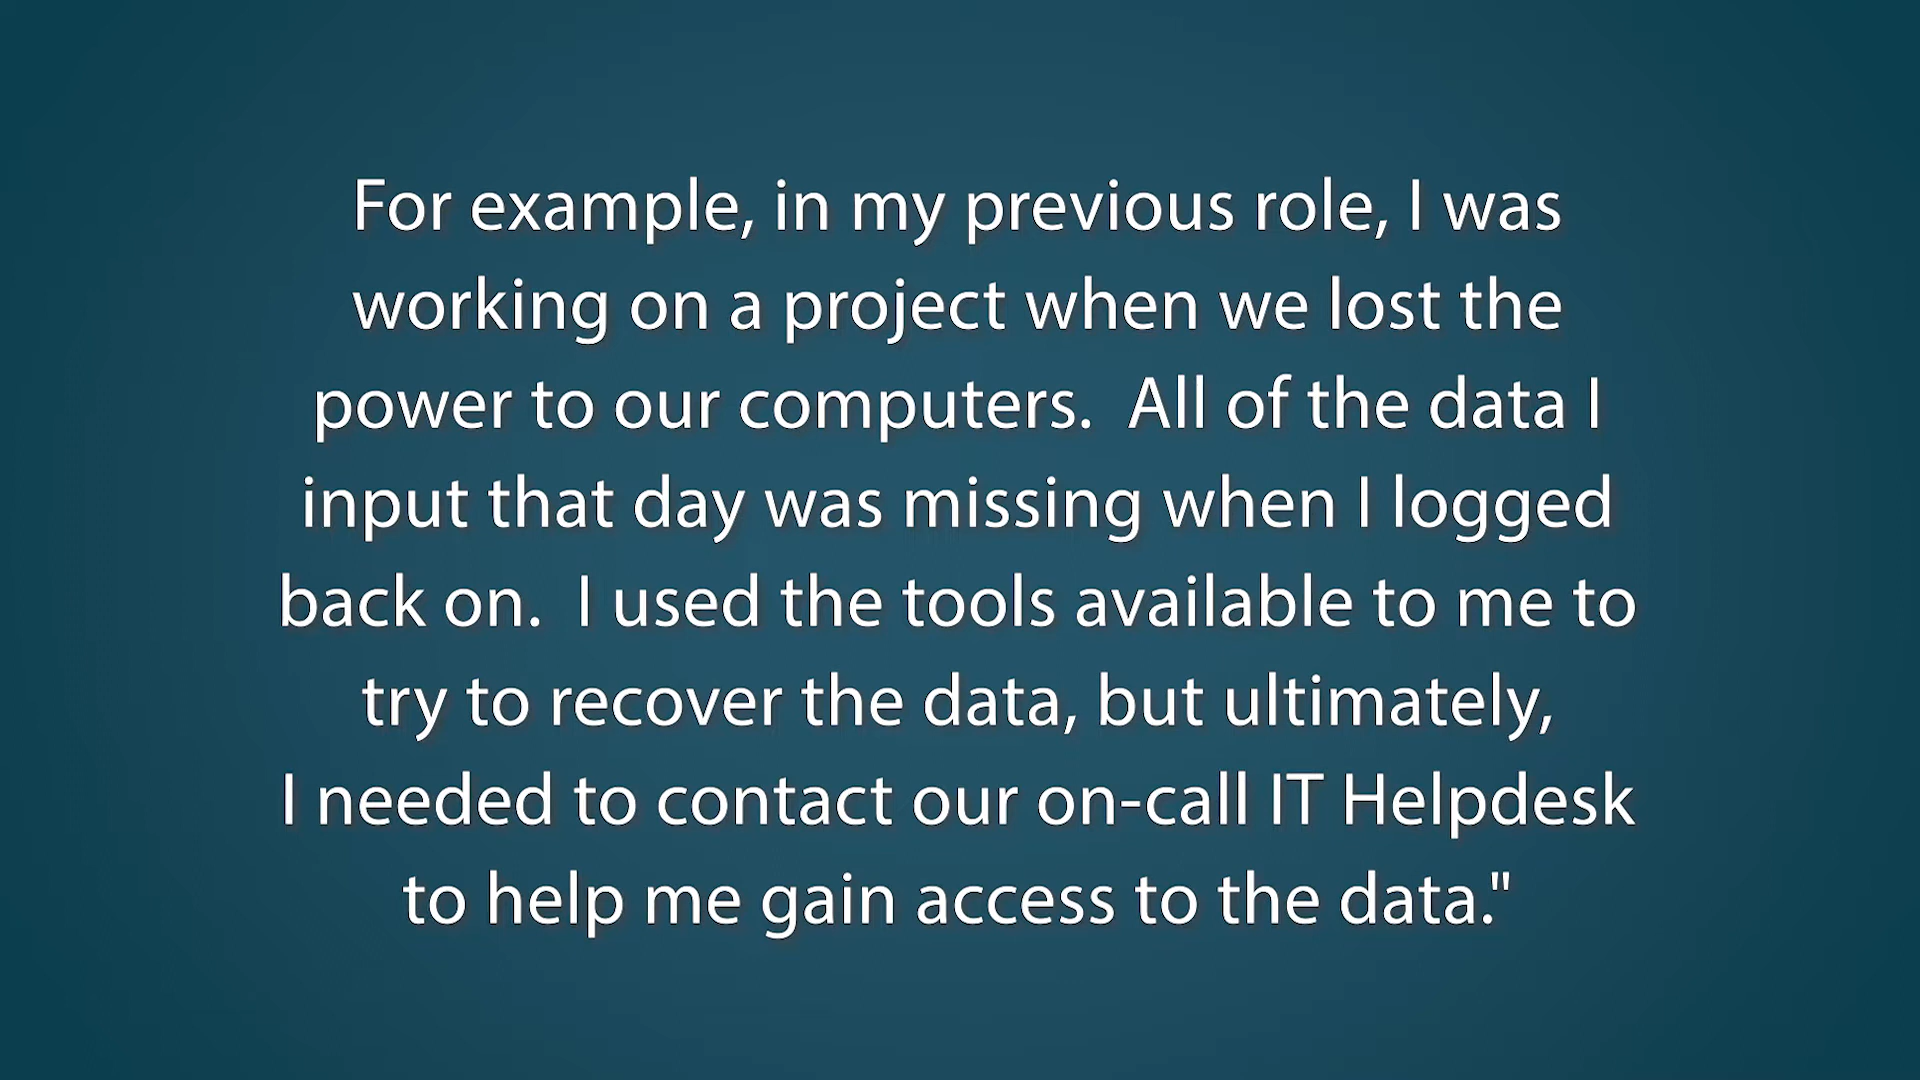 For example, in my previous role, I was
working on a project when we lost the
power to our computers.  All of the data I
input that day was missing when I logged
back on.  I used the tools available to me to
try to recover the data, but ultimately,
I needed to contact our on-call IT Helpdesk
to help me gain access to the data."